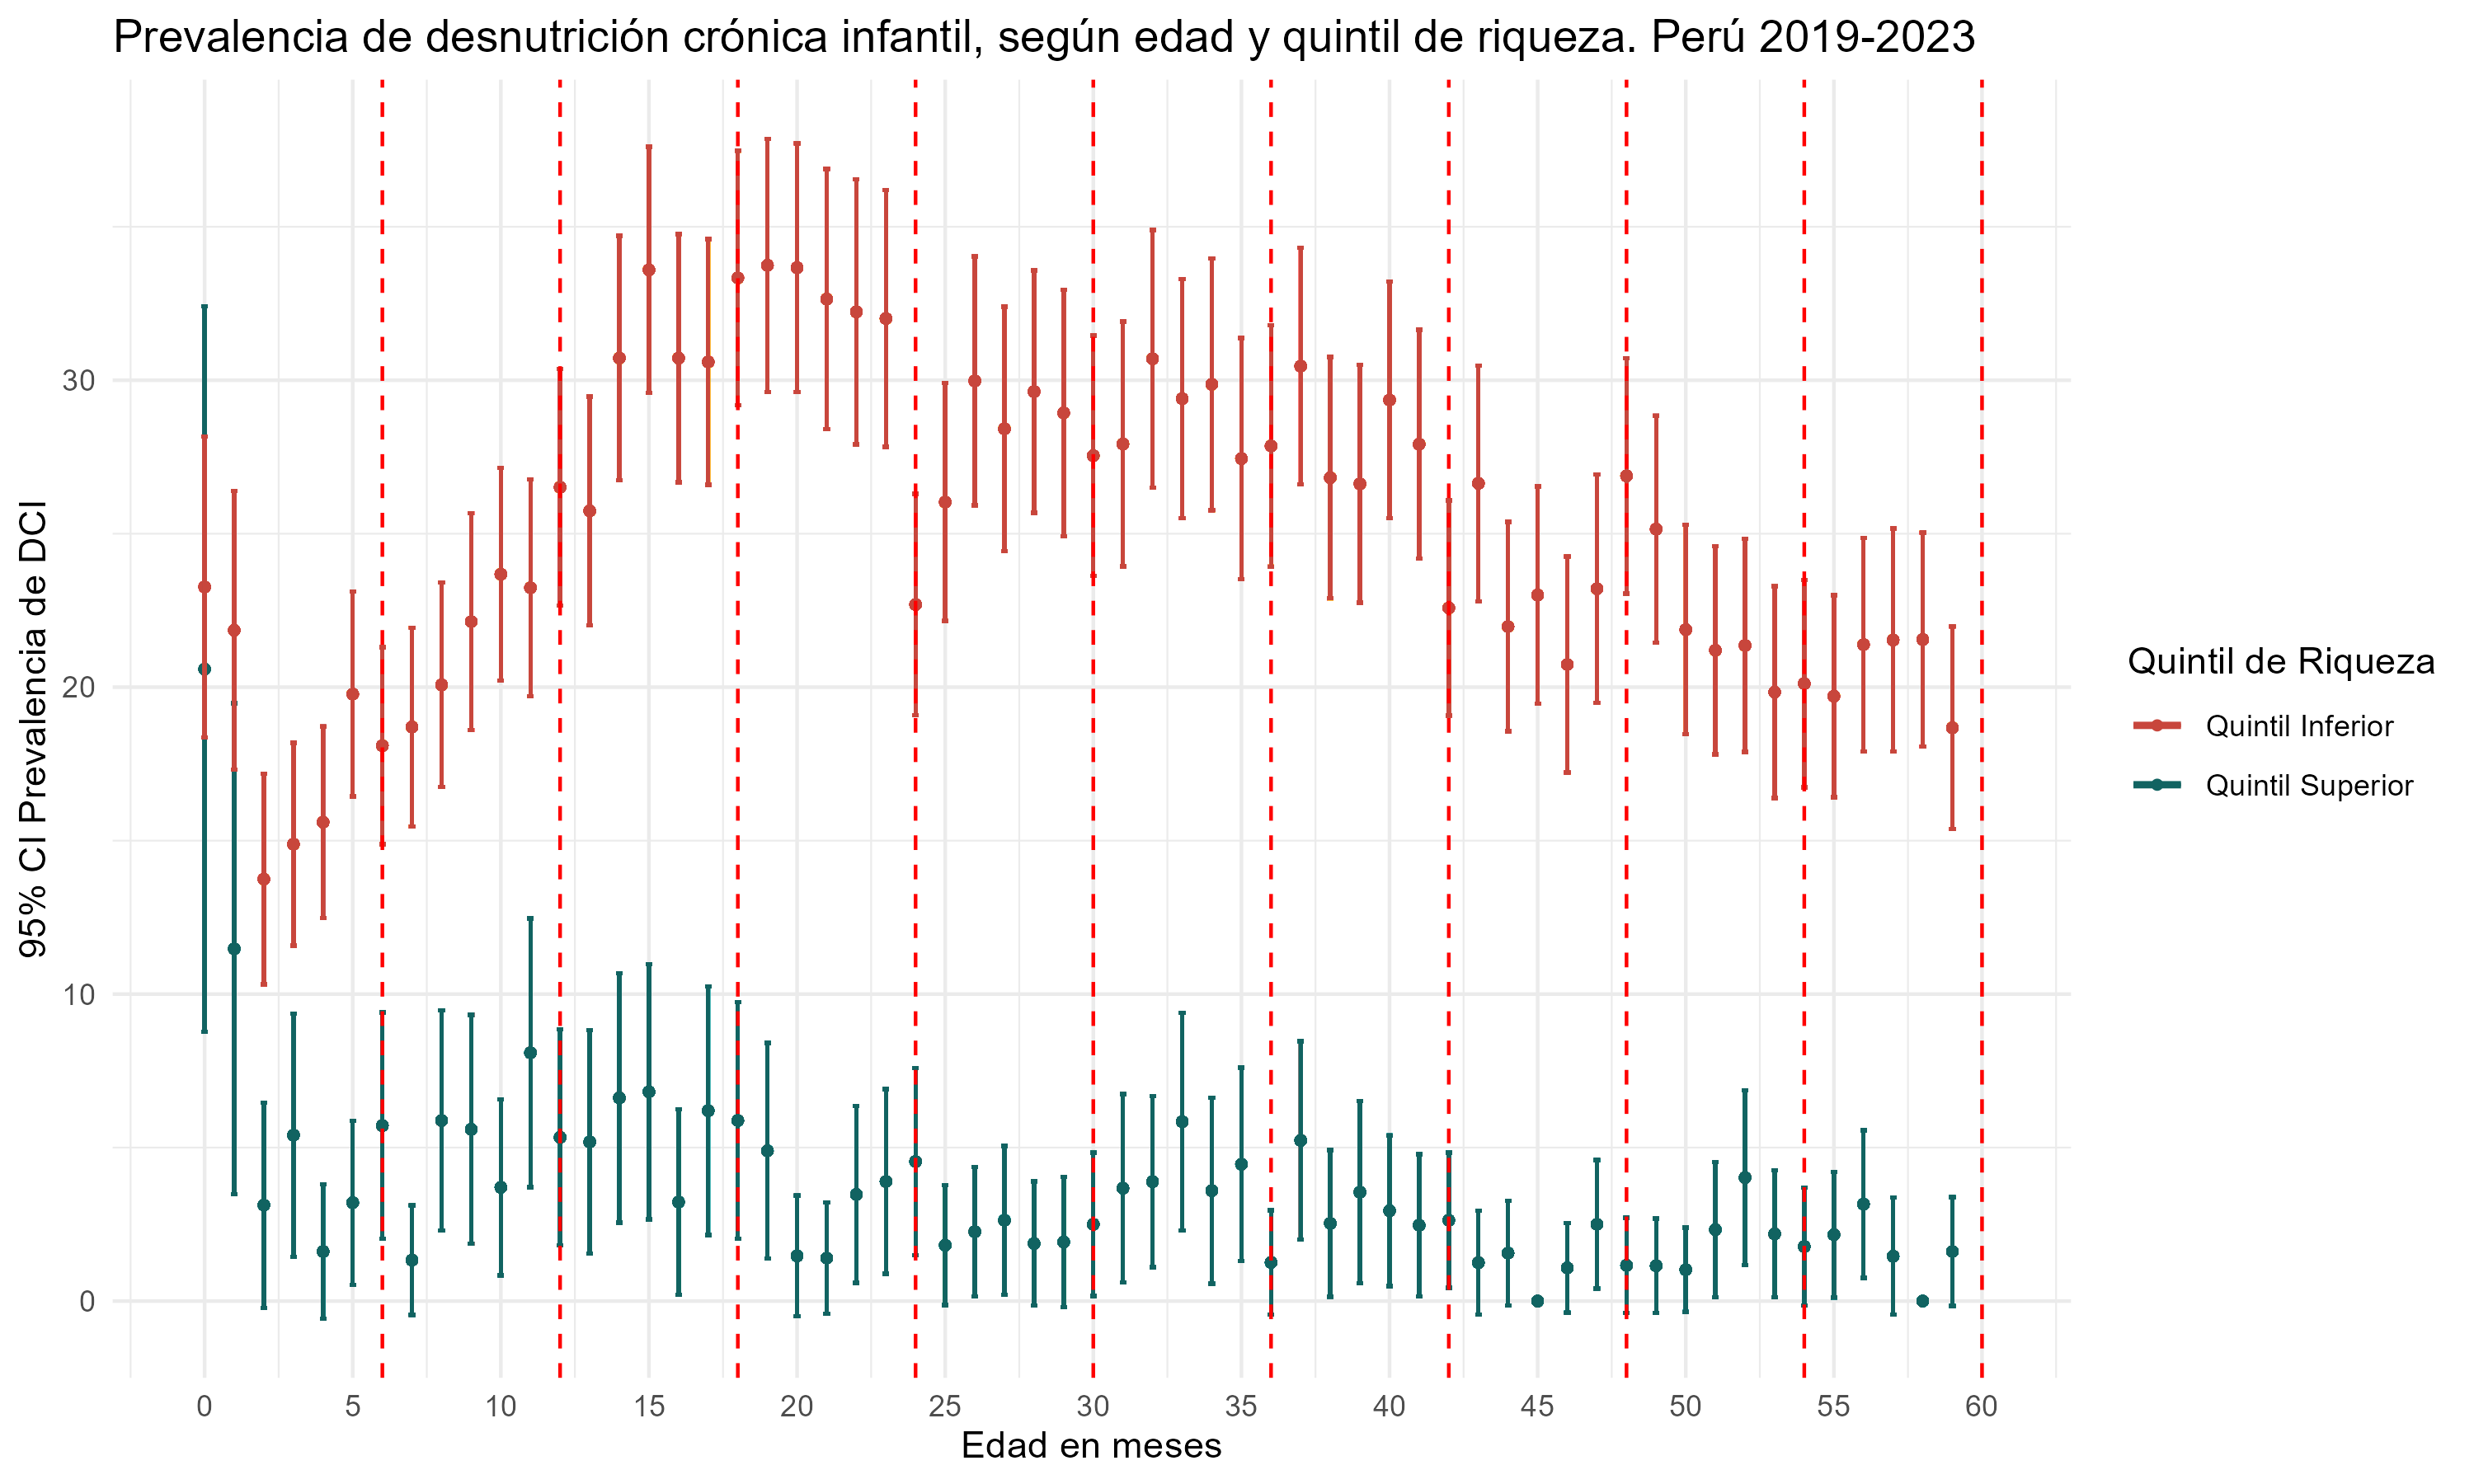 Prevalencia de desnutrición crónica infantil, según edad y quintil de riqueza. Perú 2019-2023
95% CI Prevalencia de DCI
30
20
10
0
0 5 10 15 20 25 30 35 40 45 50 55 60
Edad en meses
Quintil de Riqueza
Quintil Inferior
Quintil Superior